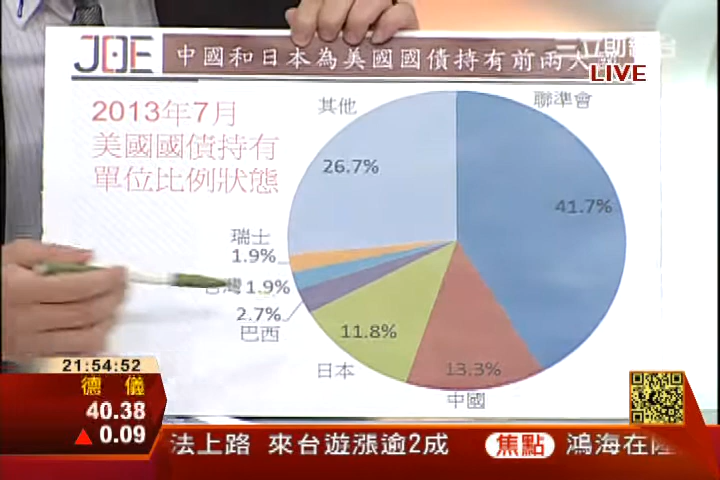 JOE
中國和日本為美國國債持有前兩大
LIVE
2013年7月
美國國債持有
單位比例狀態
其他
26.7%
聯準會
41.7%
瑞士
1.9%
台灣 1.9%
2.7%
巴西
11.8%
日本
13.3%
中國
21:54:52
德儀
40.38
▲ 0.09
法上路 來台遊漲逾2成 焦點 鴻海在